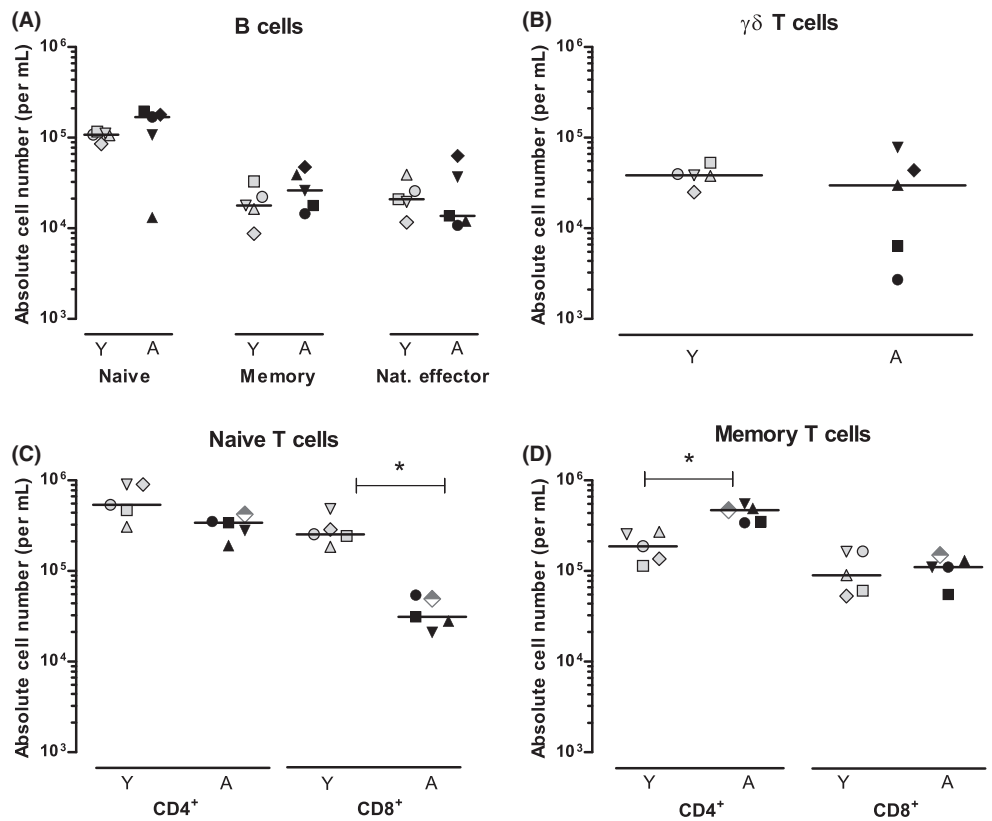 (A)
B cells
Absolute cell number (per mL)
10⁶
10⁵
10⁴
10³
Y A Y A Y A
Naive Memory Nat. effector
(B)
γδ T cells
Absolute cell number (per mL)
10⁶
10⁵
10⁴
10³
Y A
(C)
Naive T cells
Absolute cell number (per mL)
10⁶
10⁵
10⁴
10³
*
Y A Y A
CD4⁺ CD8⁺
(D)
Memory T cells
Absolute cell number (per mL)
10⁶
10⁵
10⁴
10³
*
Y A Y A
CD4⁺ CD8⁺